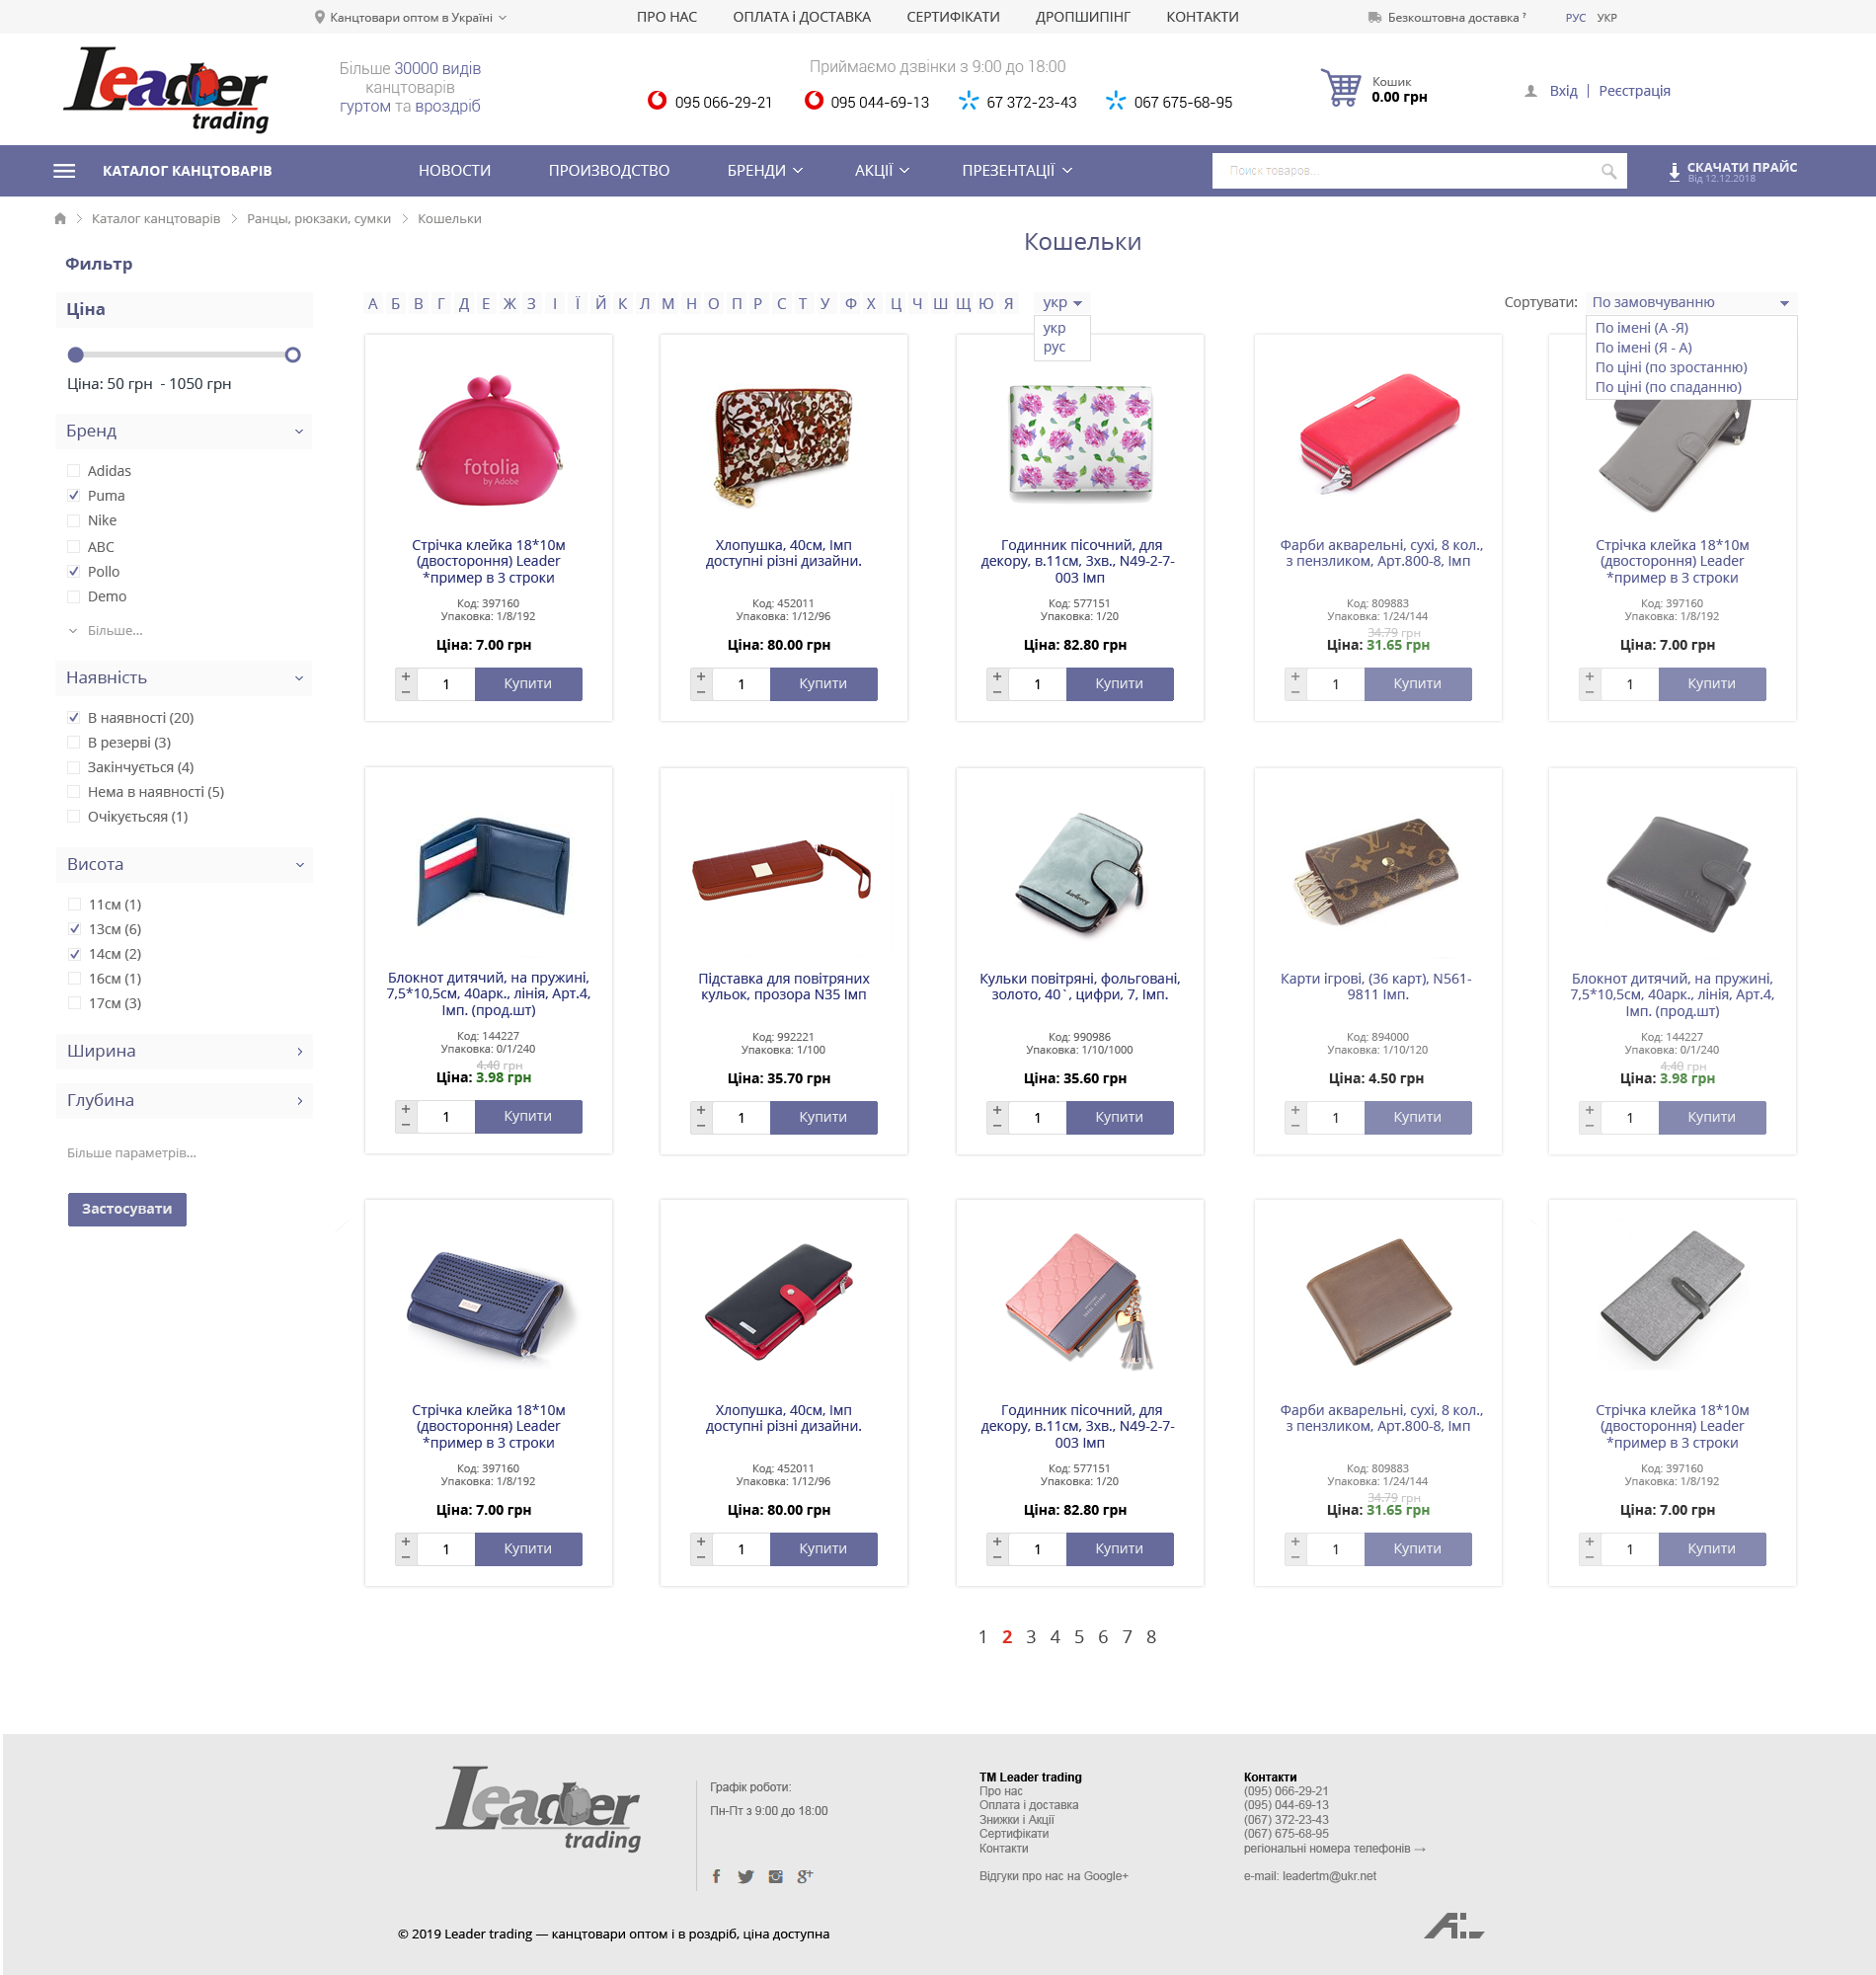 Канцтовари оптом в Україні
ПРО НАС
ОПЛАТА і ДОСТАВКА
СЕРТИФІКАТИ
ДРОПШИПІНГ
КОНТАКТИ
Безкоштовна доставка ?
РУС УКР
Leader
trading
Більше 30000 видів
канцтоварів
гуртом та вроздріб
Приймаємо дзвінки з 9:00 до 18:00
095 066-29-21
095 044-69-13
67 372-23-43
067 675-68-95
Кошик
0.00 грн
Вхід | Реєстрація
КАТАЛОГ КАНЦТОВАРІВ
НОВОСТИ
ПРОИЗВОДСТВО
БРЕНДИ
АКЦІЇ
ПРЕЗЕНТАЦІЇ
Поиск товаров...
СКАЧАТИ ПРАЙС
Від 12.12.2018
Каталог канцтоварів
Ранцы, рюкзаки, сумки
Кошельки
Кошельки
Фильтр
Ціна
Ціна: 50 грн - 1050 грн
Бренд
Adidas
Puma
Nike
ABC
Pollo
Demo
Більше...
Наявність
В наявності (20)
В резерві (3)
Закінчується (4)
Нема в наявності (5)
Очікуєтьсяя (1)
Висота
11см (1)
13см (6)
14см (2)
16см (1)
17см (3)
Ширина
Глубина
Більше параметрів...
Застосувати
А Б В Г Д Е Ж З І Ї Й К Л М Н О П Р С Т У Ф Х Ц Ч Ш Щ Ю Я
укр
укр
рус
Сортувати:
По замовчуванню
По імені (А -Я)
По імені (Я - А)
По ціні (по зростанню)
По ціні (по спаданню)
fotolia
by Adobe
Стрічка клейка 18*10м
(двостороння) Leader
*пример в 3 строки
Код: 397160
Упаковка: 1/8/192
Ціна: 7.00 грн
+
−
1
Купити
Хлопушка, 40см, Імп
доступні різні дизайни.
Код: 452011
Упаковка: 1/12/96
Ціна: 80.00 грн
+
−
1
Купити
Годинник пісочний, для
декору, в.11см, 3хв., N49-2-7-
003 Імп
Код: 577151
Упаковка: 1/20
Ціна: 82.80 грн
+
−
1
Купити
Фарби акварельні, сухі, 8 кол.,
з пензликом, Арт.800-8, Імп
Код: 809883
Упаковка: 1/24/144
34.79 грн
Ціна: 31.65 грн
+
−
1
Купити
Стрічка клейка 18*10м
(двостороння) Leader
*пример в 3 строки
Код: 397160
Упаковка: 1/8/192
Ціна: 7.00 грн
+
−
1
Купити
Блокнот дитячий, на пружині,
7,5*10,5см, 40арк., лінія, Арт.4,
Імп. (прод.шт)
Код: 144227
Упаковка: 0/1/240
4.40 грн
Ціна: 3.98 грн
+
−
1
Купити
Підставка для повітряних
кульок, прозора N35 Імп
Код: 992221
Упаковка: 1/100
Ціна: 35.70 грн
+
−
1
Купити
Кульки повітряні, фольговані,
золото, 40`, цифри, 7, Імп.
Код: 990986
Упаковка: 1/10/1000
Ціна: 35.60 грн
+
−
1
Купити
Карти ігрові, (36 карт), N561-
9811 Імп.
Код: 894000
Упаковка: 1/10/120
Ціна: 4.50 грн
+
−
1
Купити
Блокнот дитячий, на пружині,
7,5*10,5см, 40арк., лінія, Арт.4,
Імп. (прод.шт)
Код: 144227
Упаковка: 0/1/240
4.40 грн
Ціна: 3.98 грн
+
−
1
Купити
Стрічка клейка 18*10м
(двостороння) Leader
*пример в 3 строки
Код: 397160
Упаковка: 1/8/192
Ціна: 7.00 грн
+
−
1
Купити
Хлопушка, 40см, Імп
доступні різні дизайни.
Код: 452011
Упаковка: 1/12/96
Ціна: 80.00 грн
+
−
1
Купити
Годинник пісочний, для
декору, в.11см, 3хв., N49-2-7-
003 Імп
Код: 577151
Упаковка: 1/20
Ціна: 82.80 грн
+
−
1
Купити
Фарби акварельні, сухі, 8 кол.,
з пензликом, Арт.800-8, Імп
Код: 809883
Упаковка: 1/24/144
34.79 грн
Ціна: 31.65 грн
+
−
1
Купити
Стрічка клейка 18*10м
(двостороння) Leader
*пример в 3 строки
Код: 397160
Упаковка: 1/8/192
Ціна: 7.00 грн
+
−
1
Купити
1 2 3 4 5 6 7 8
Leader
trading
Графік роботи:
Пн-Пт з 9:00 до 18:00
ТМ Leader trading
Про нас
Оплата і доставка
Знижки і Акції
Сертифікати
Контакти
Відгуки про нас на Google+
Контакти
(095) 066-29-21
(095) 044-69-13
(067) 372-23-43
(067) 675-68-95
регіональні номера телефонів →
e-mail: leadertm@ukr.net
© 2019 Leader trading — канцтовари оптом і в роздріб, ціна доступна